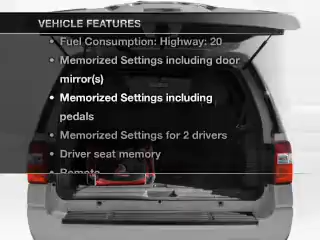 VEHICLE FEATURES
• Fuel Consumption: Highway: 20
• Memorized Settings including door
mirror(s)
• Memorized Settings including
pedals
• Memorized Settings for 2 drivers
• Driver seat memory
• Remote